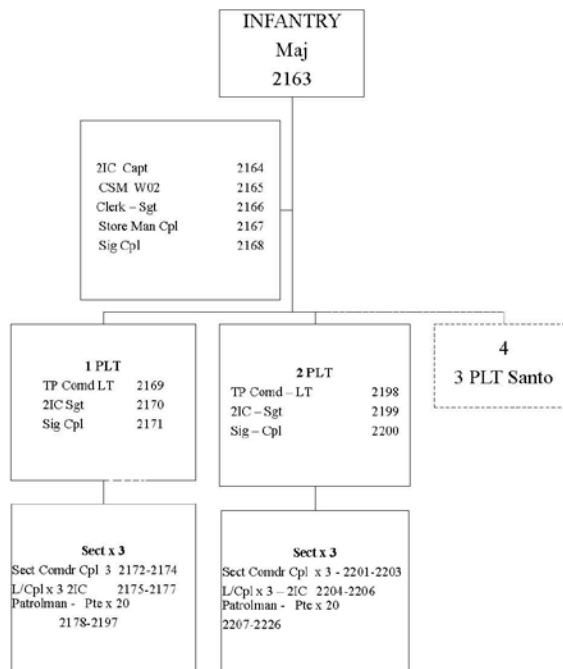 INFANTRY
Maj
2163
2IC Capt 2164
CSM W02 2165
Clerk – Sgt 2166
Store Man Cpl 2167
Sig Cpl 2168
1 PLT
TP Comd LT 2169
2IC Sgt 2170
Sig Cpl 2171
2 PLT
TP Comd – LT 2198
2IC – Sgt 2199
Sig – Cpl 2200
4
3 PLT Santo
Sect x 3
Sect Comdr Cpl 3 2172-2174
L/Cpl x 3 2IC 2175-2177
Patrolman - Pte x 20
2178-2197
Sect x 3
Sect Comdr Cpl x 3 - 2201-2203
L/Cpl x 3 – 2IC 2204-2206
Patrolman - Pte x 20
2207-2226